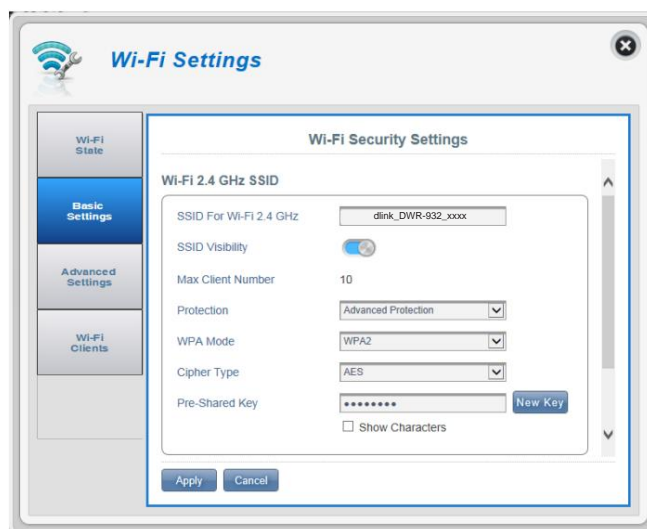 Wi-Fi Settings
Wi-Fi
State
Basic
Settings
Advanced
Settings
Wi-Fi
Clients
Wi-Fi Security Settings
Wi-Fi 2.4 GHz SSID
SSID For Wi-Fi 2.4 GHz dlink_DWR-932_xxxx
SSID Visibility
Max Client Number 10
Protection Advanced Protection
WPA Mode WPA2
Cipher Type AES
Pre-Shared Key •••••••• New Key
Show Characters
Apply Cancel